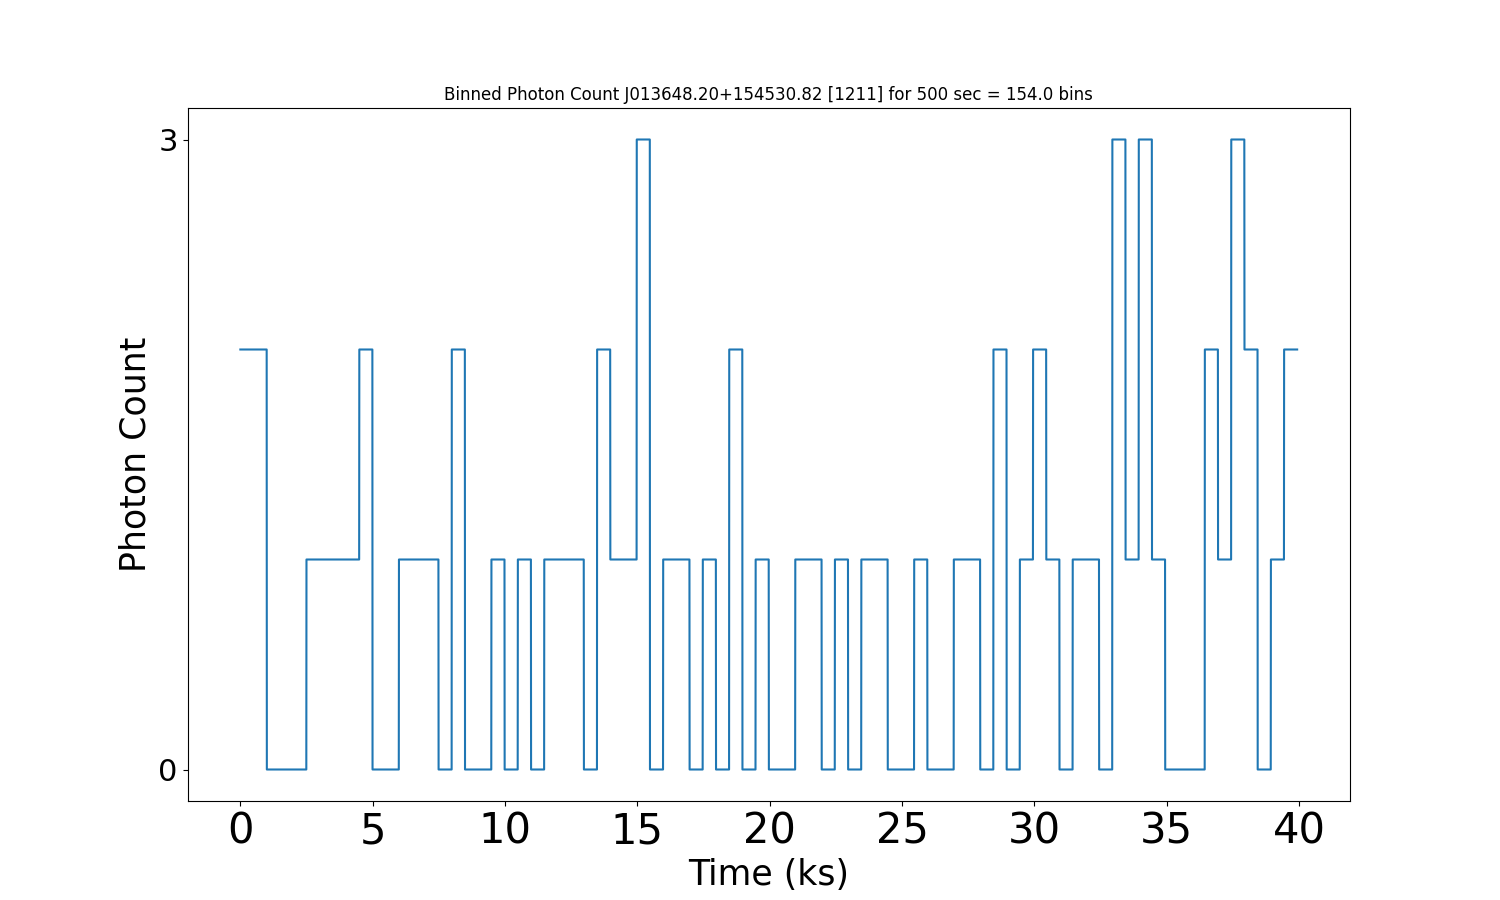 Binned Photon Count J013648.20+154530.82 [1211] for 500 sec = 154.0 bins
3
Photon Count
0
0 5 10 15 20 25 30 35 40
Time (ks)